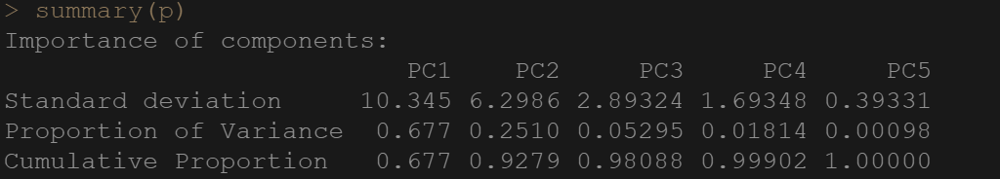 > summary(p)
Importance of components:
PC1 PC2 PC3 PC4 PC5
Standard deviation 10.345 6.2986 2.89324 1.69348 0.39331
Proportion of Variance 0.677 0.2510 0.05295 0.01814 0.00098
Cumulative Proportion 0.677 0.9279 0.98088 0.99902 1.00000